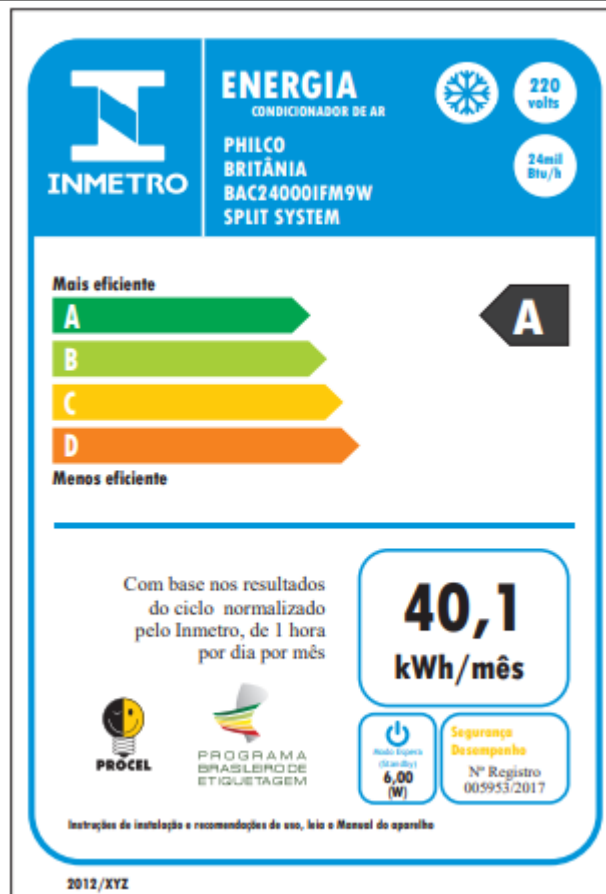 INMETRO
ENERGIA
CONDICIONADOR DE AR
220
volts
PHILCO
BRITÂNIA
BAC24000IFM9W
SPLIT SYSTEM
24mil
Btu/h
Mais eficiente
A
A
B
C
D
Menos eficiente
Com base nos resultados
do ciclo normalizado
pelo Inmetro, de 1 hora
por dia por mês
40,1
kWh/mês
PROCEL
PROGRAMA
BRASILEIRO DE
ETIQUETAGEM
Modo Espera
(Standby)
6,00
(W)
Segurança
Desempenho
Nº Registro
005953/2017
Instruções de instalação e recomendações de uso, leia o Manual do aparelho
2012/XYZ